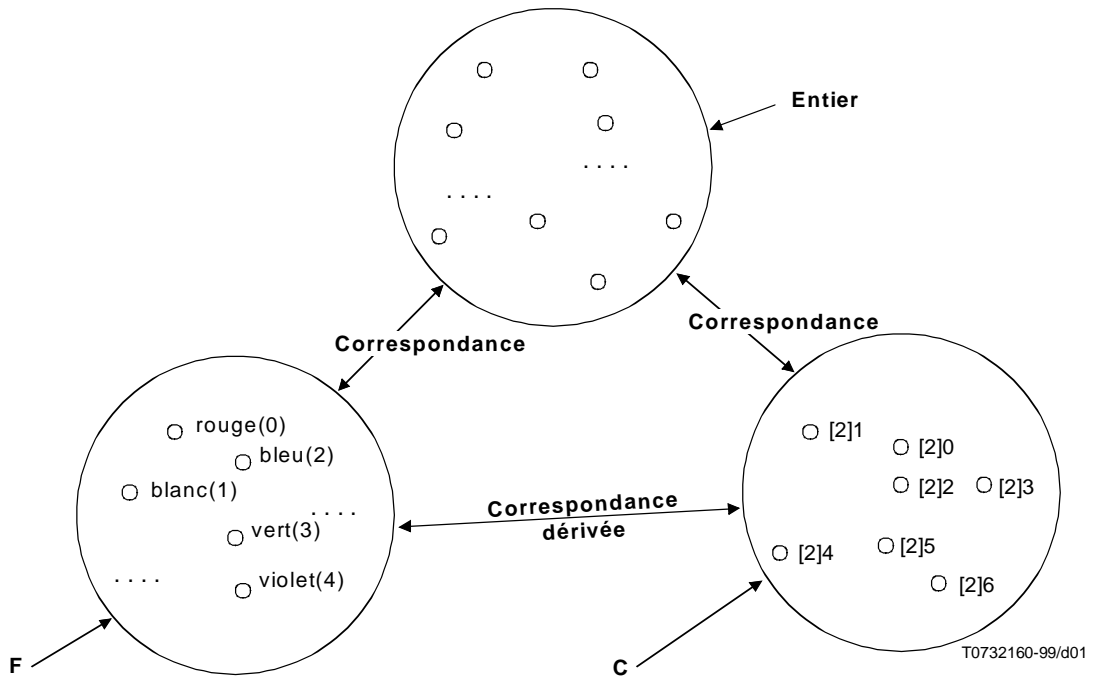 Entier
. . . .
. . . .
Correspondance
Correspondance
rouge(0)
bleu(2)
blanc(1)
. . . .
vert(3)
. . . .
violet(4)
Correspondance
dérivée
[2]1
[2]0
[2]2
[2]3
[2]4
[2]5
[2]6
F
C
T0732160-99/d01